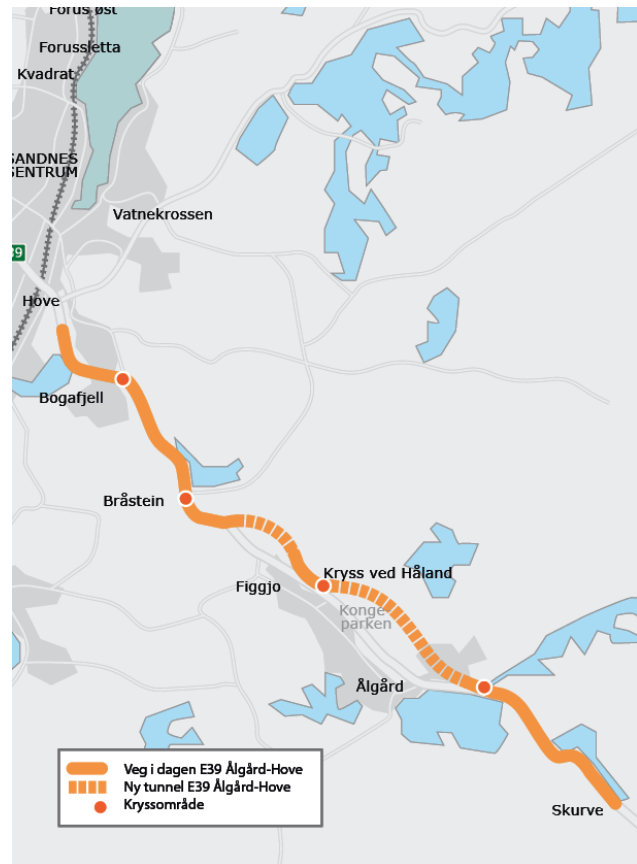 Forus øst
Forussletta
Kvadrat
SANDNES
SENTRUM
Vatnekrossen
39
Hove
Bogafjell
Bråstein
Kryss ved Håland
Figgjo
Konge
parken
Ålgård
Skurve
Veg i dagen E39 Ålgård-Hove
Ny tunnel E39 Ålgård-Hove
Kryssområde